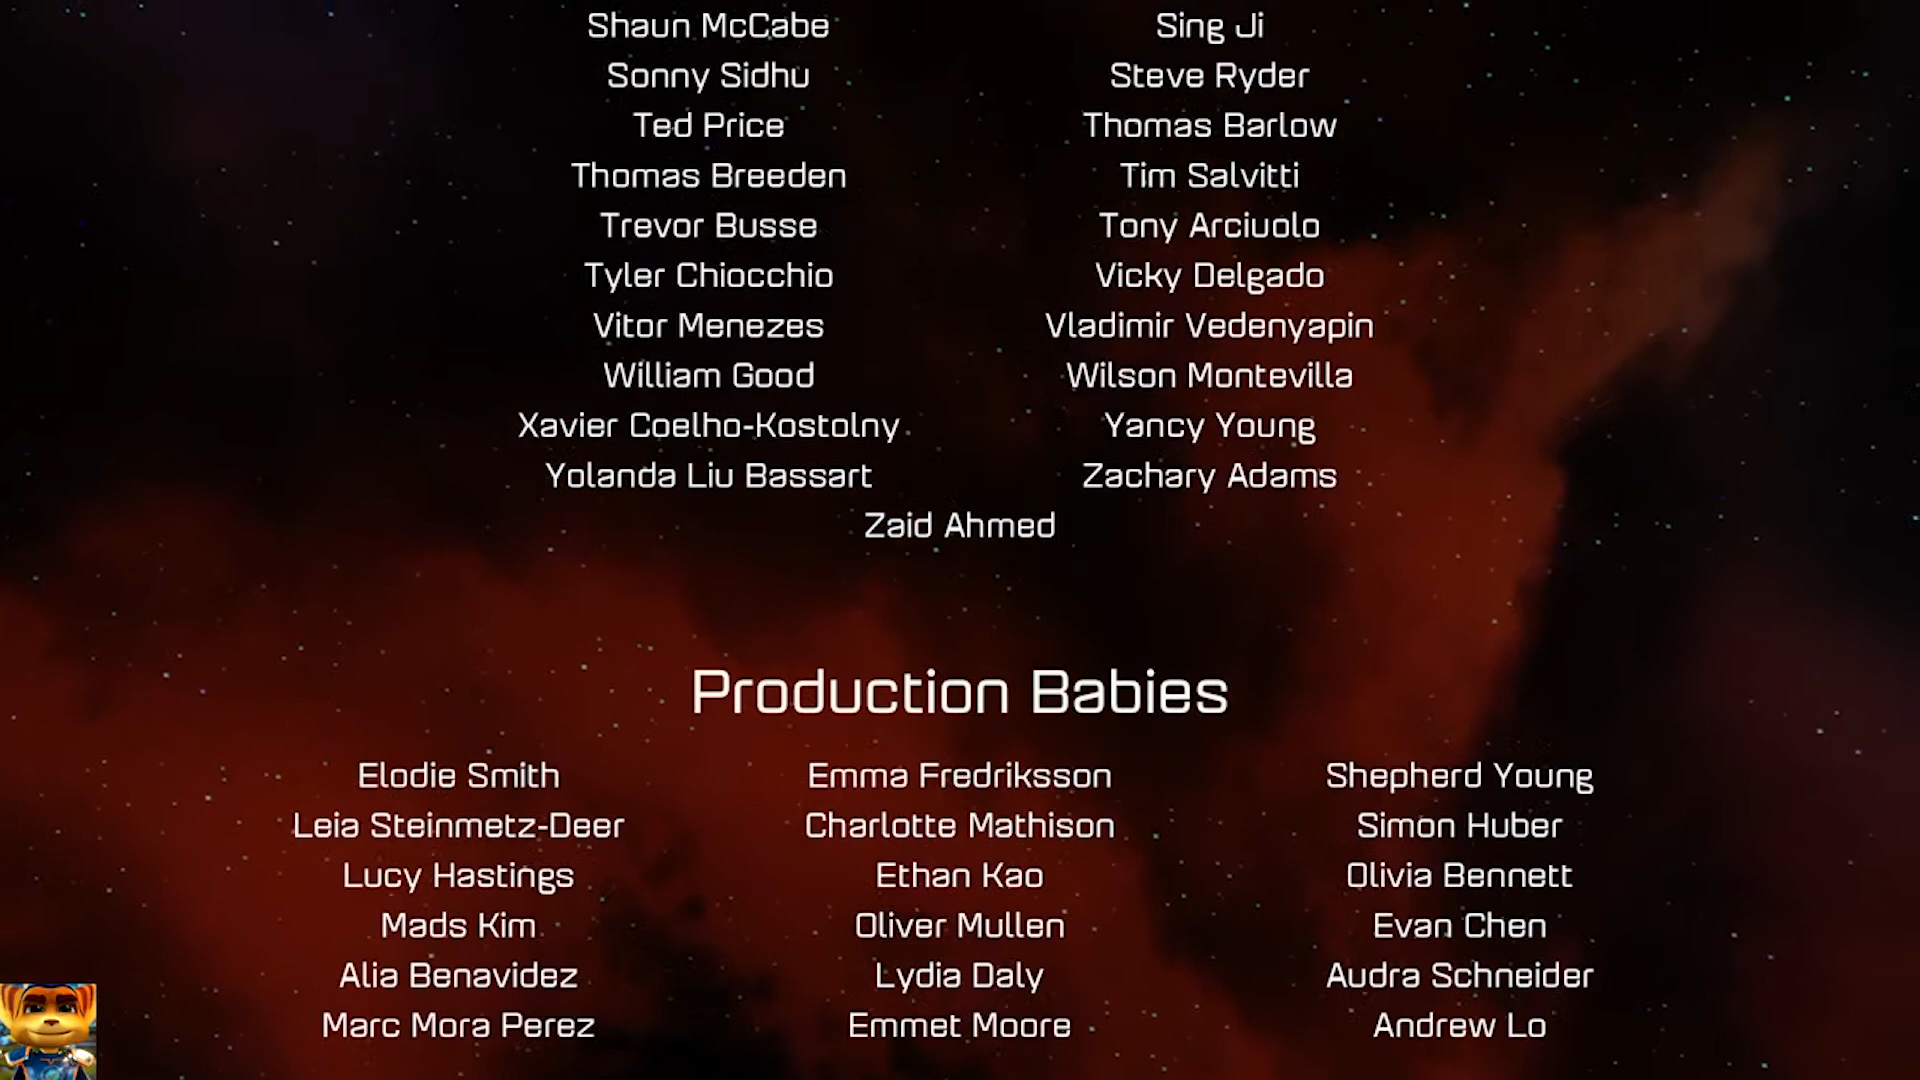 Shaun McCabe Sing Ji
Sonny Sidhu Steve Ryder
Ted Price Thomas Barlow
Thomas Breeden Tim Salvitti
Trevor Busse Tony Arciuolo
Tyler Chiocchio Vicky Delgado
Vitor Menezes Vladimir Vedenyapin
William Good Wilson Montevilla
Xavier Coelho-Kostolny Yancy Young
Yolanda Liu Bassart Zachary Adams
Zaid Ahmed
Production Babies
Elodie Smith Emma Fredriksson Shepherd Young
Leia Steinmetz-Deer Charlotte Mathison Simon Huber
Lucy Hastings Ethan Kao Olivia Bennett
Mads Kim Oliver Mullen Evan Chen
Alia Benavidez Lydia Daly Audra Schneider
Marc Mora Perez Emmet Moore Andrew Lo